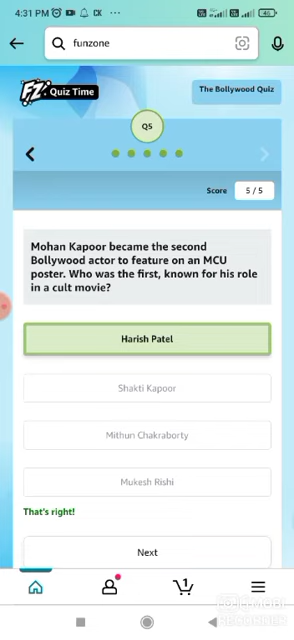 4:31 PM
funzone
FZ. Quiz Time
The Bollywood Quiz
Q5
Score 5 / 5
Mohan Kapoor became the second
Bollywood actor to feature on an MCU
poster. Who was the first, known for his role
in a cult movie?
Harish Patel
Shakti Kapoor
Mithun Chakraborty
Mukesh Rishi
That's right!
Next
1
RECORDER